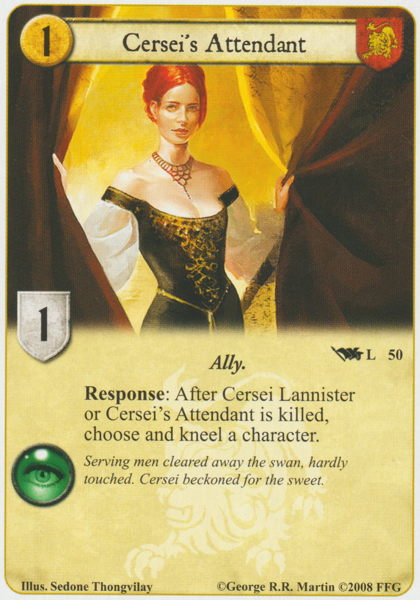 1 Cersei's Attendant
1
L 50
Ally.
Response: After Cersei Lannister
or Cersei's Attendant is killed,
choose and kneel a character.
Serving men cleared away the swan, hardly
touched. Cersei beckoned for the sweet.
Illus. Sedone Thongvilay ©George R.R. Martin ©2008 FFG